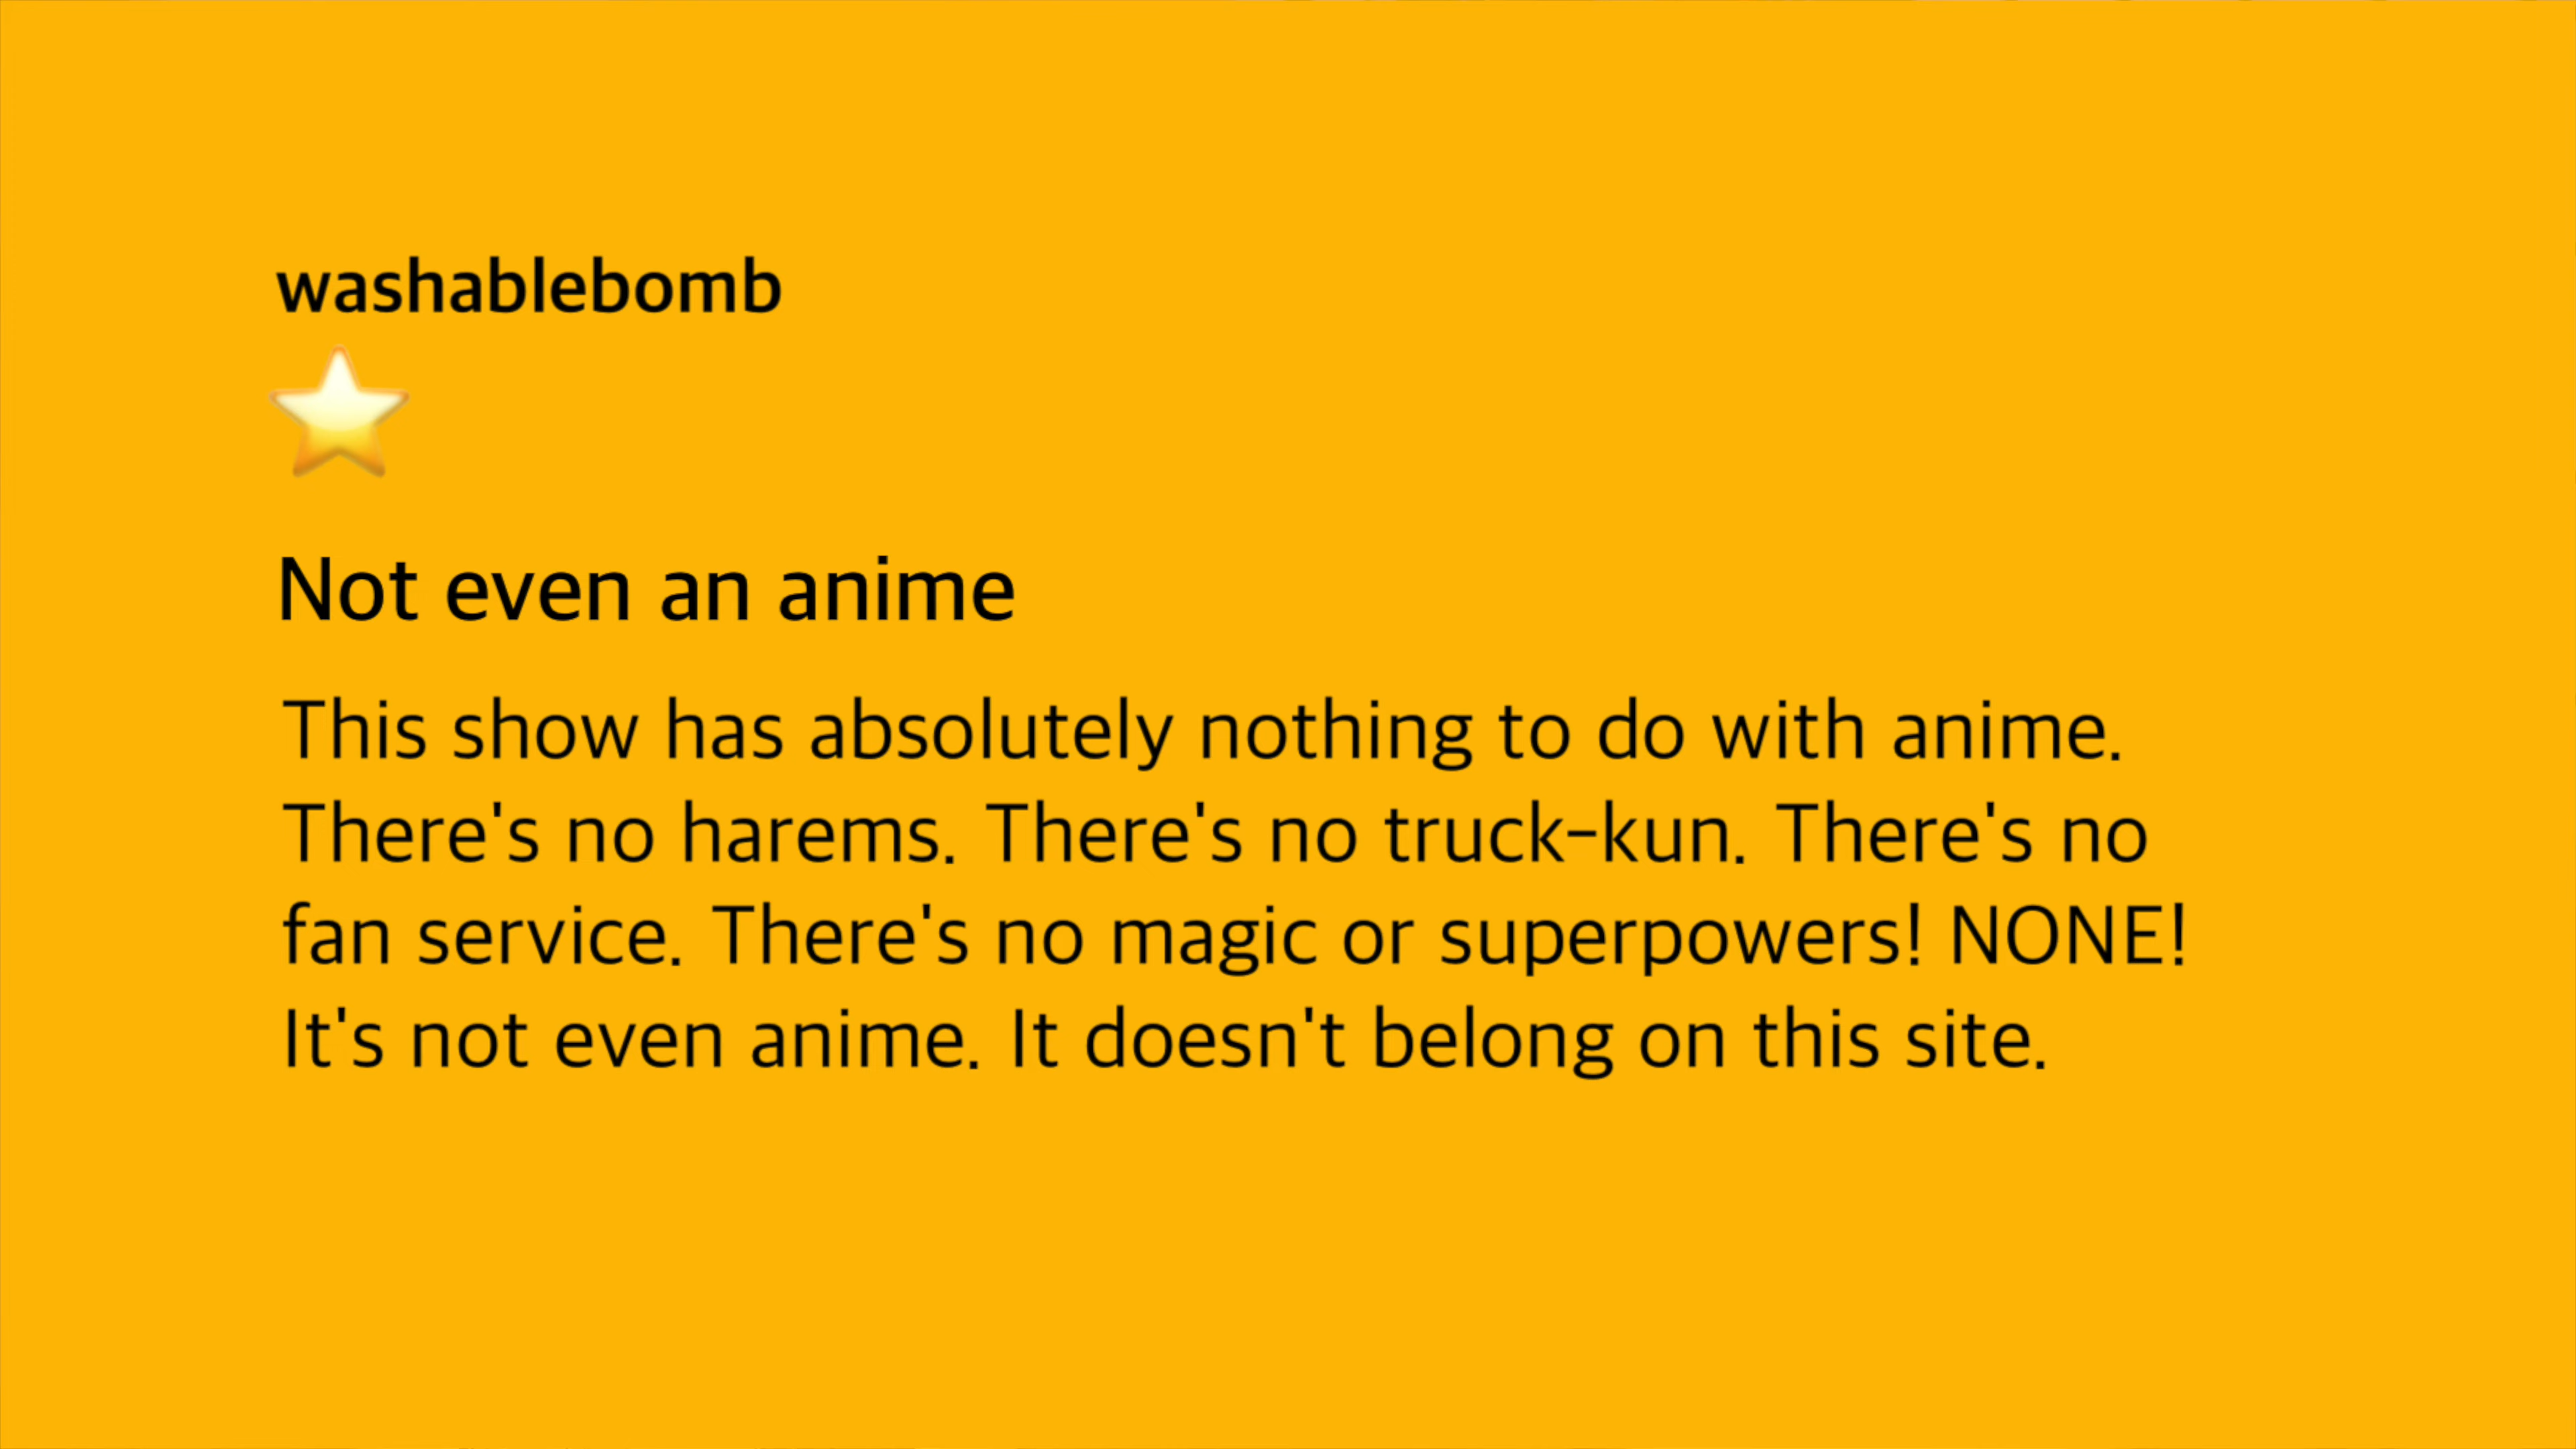 washablebomb
Not even an anime
This show has absolutely nothing to do with anime.
There's no harems. There's no truck-kun. There's no
fan service. There's no magic or superpowers! NONE!
It's not even anime. It doesn't belong on this site.